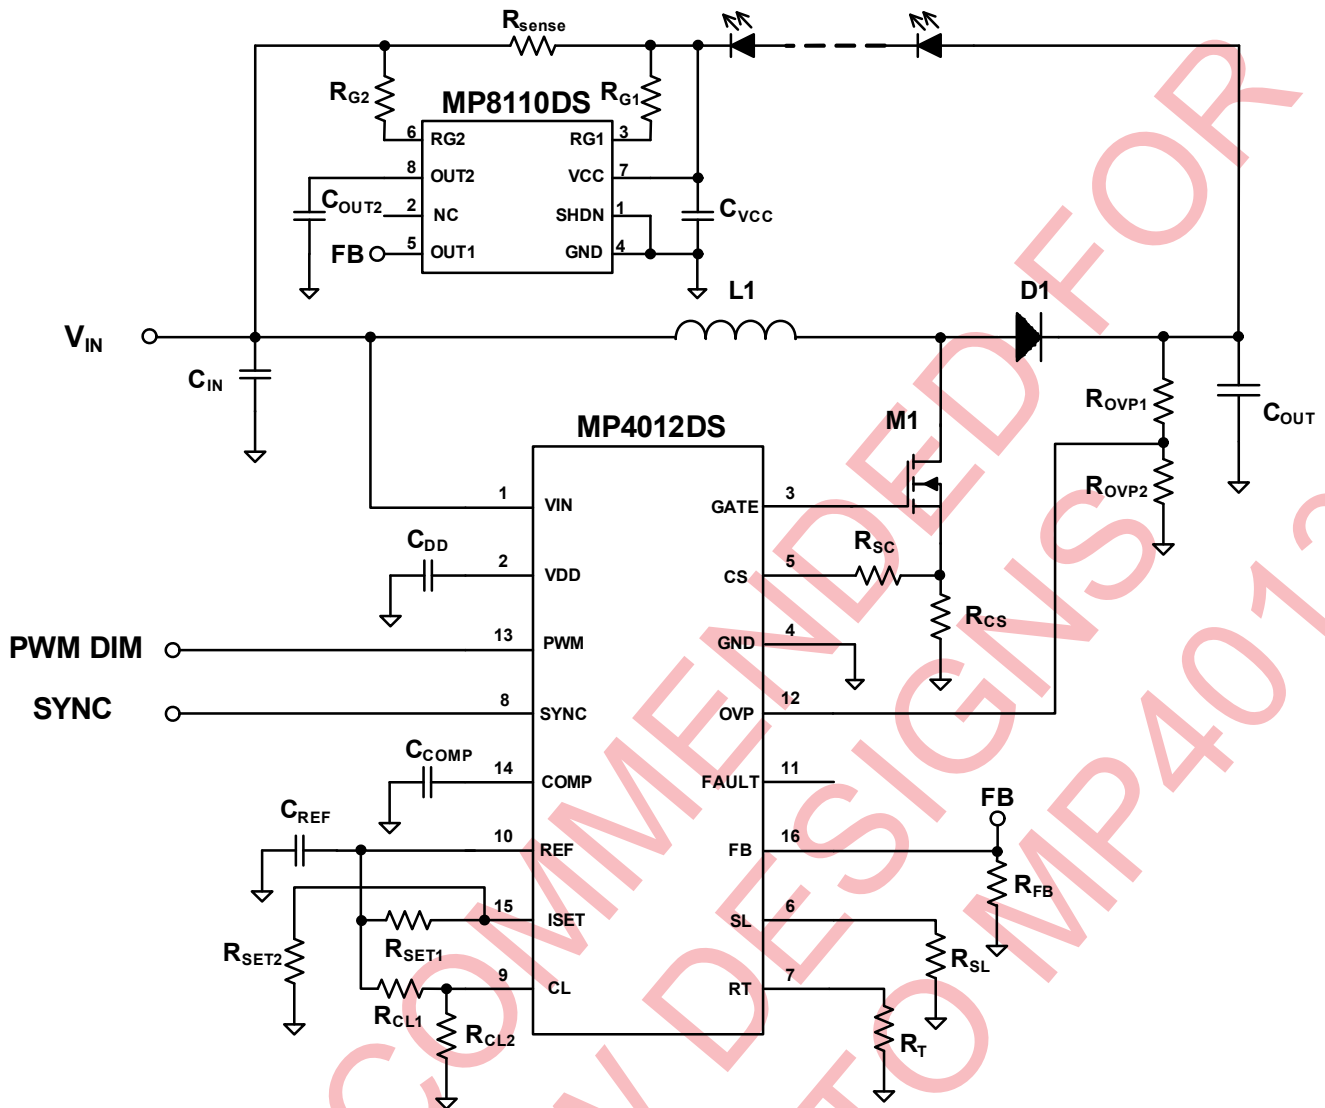 Rsense
RG2
RG1
MP8110DS
6 RG2 RG1 3
8 OUT2 VCC 7
COUT2
2 NC SHDN 1
CVCC
FB 5 OUT1 GND 4
L1
D1
VIN
CIN
ROVP1
COUT
M1
MP4012DS
ROVP2
1 VIN GATE 3
CDD
RSC
2 VDD CS 5
RCS
PWM DIM 13 PWM GND 4
SYNC 8 SYNC OVP 12
CCOMP
14 COMP FAULT 11
CREF
FB
10 REF FB 16
RFB
15 ISET SL 6
RSET1
RSET2
RSL
9 CL RT 7
RCL1
RCL2
RT
COMMENDED FOR
DESIGNS
TO MP401